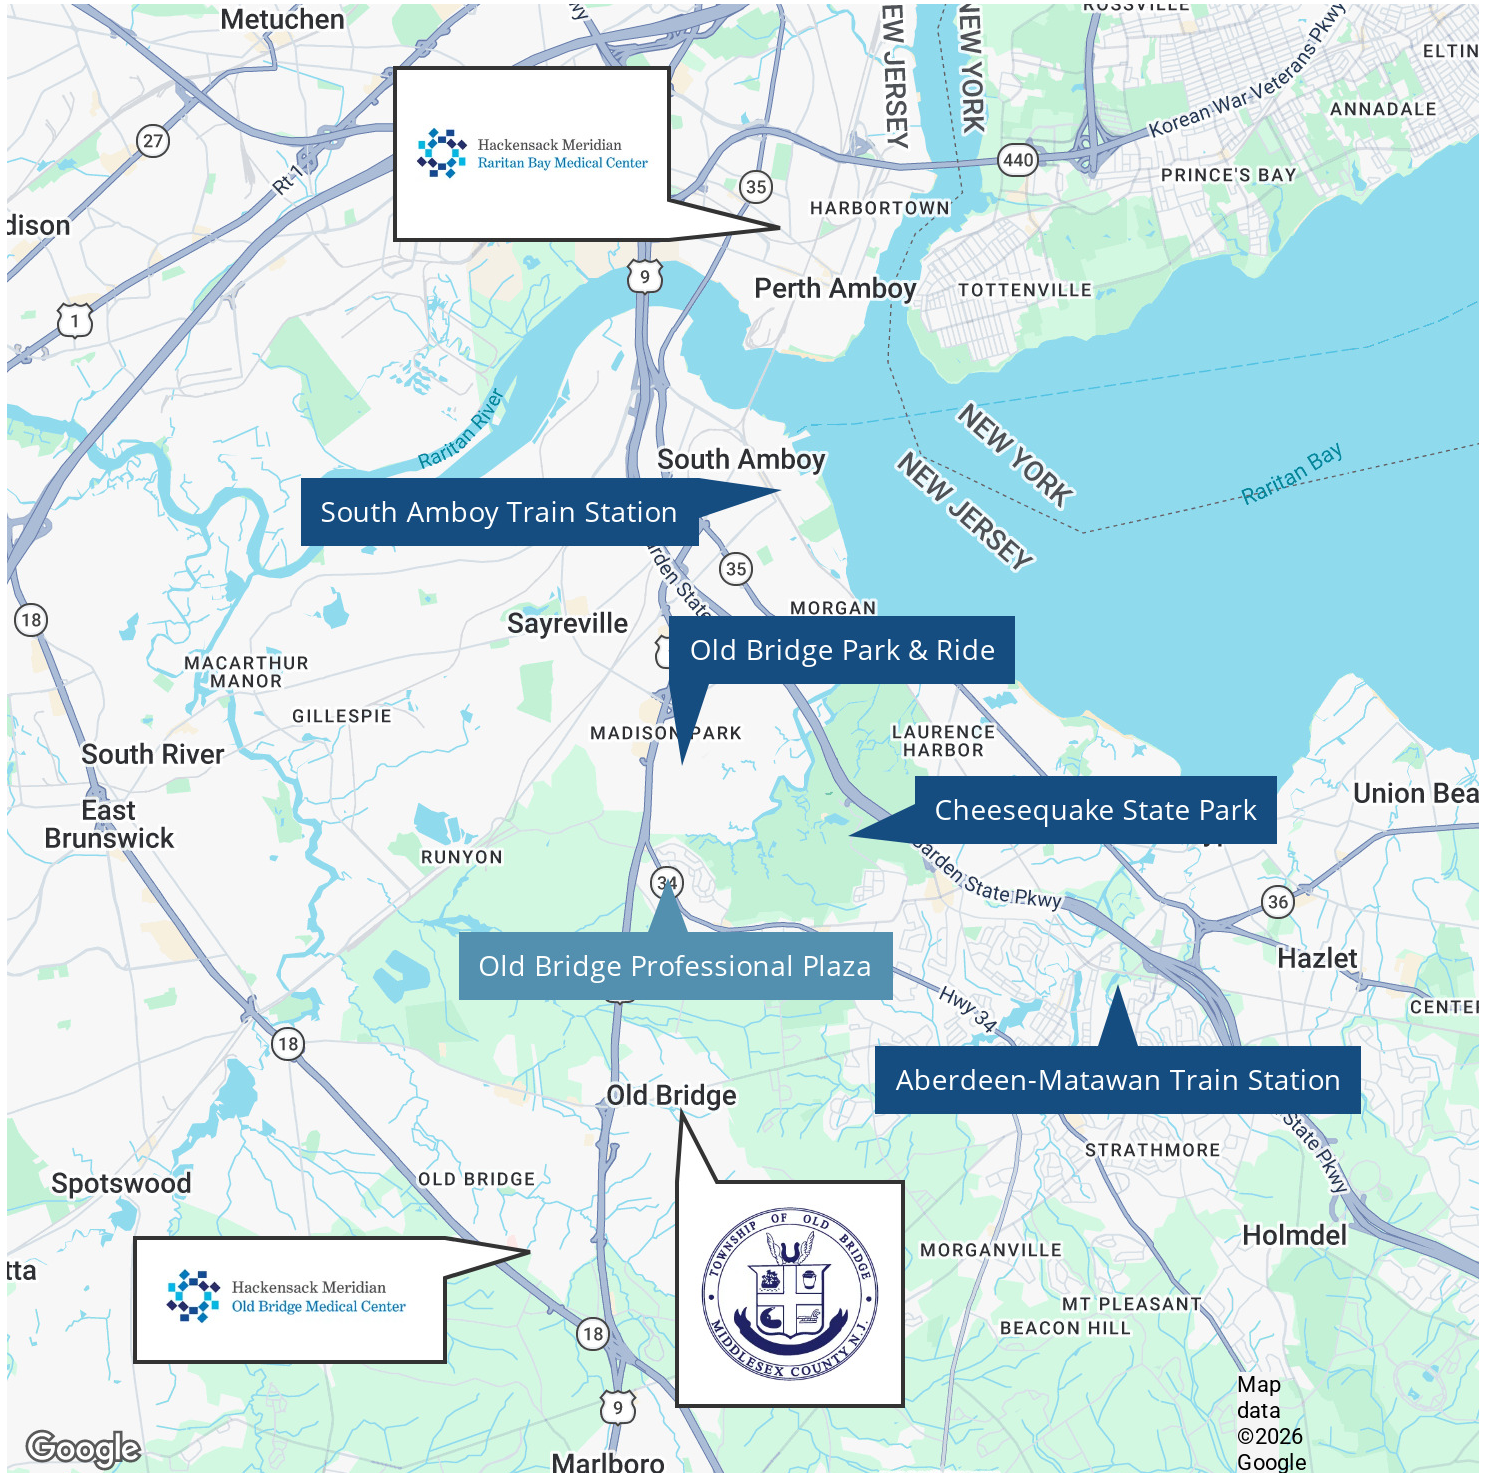 Metuchen
NEW JERSEY
NEW YORK
ROSSVILLE
Korean War Veterans Pkwy
ANNADALE
27
Rt 1
Hackensack Meridian
Raritan Bay Medical Center
35
440
PRINCE'S BAY
HARBORTOWN
9
1
Perth Amboy
TOTTENVILLE
Raritan River
South Amboy
NEW YORK
NEW JERSEY
Raritan Bay
South Amboy Train Station
35
18
Sayreville
MORGAN
Old Bridge Park & Ride
MACARTHUR
MANOR
GILLESPIE
MADISON PARK
LAURENCE
HARBOR
South River
East
Brunswick
Cheesequake State Park
Union Bea
RUNYON
34
Garden State Pkwy
36
Old Bridge Professional Plaza
Hazlet
Hwy 34
CENTER
18
Aberdeen-Matawan Train Station
Old Bridge
State Pkwy
STRATHMORE
Spotswood
OLD BRIDGE
Holmdel
MORGANVILLE
Hackensack Meridian
Old Bridge Medical Center
TOWNSHIP OF OLD BRIDGE
MIDDLESEX COUNTY N.J.
MT PLEASANT
BEACON HILL
18
9
Marlboro
Google
Map
data
©2026
Google